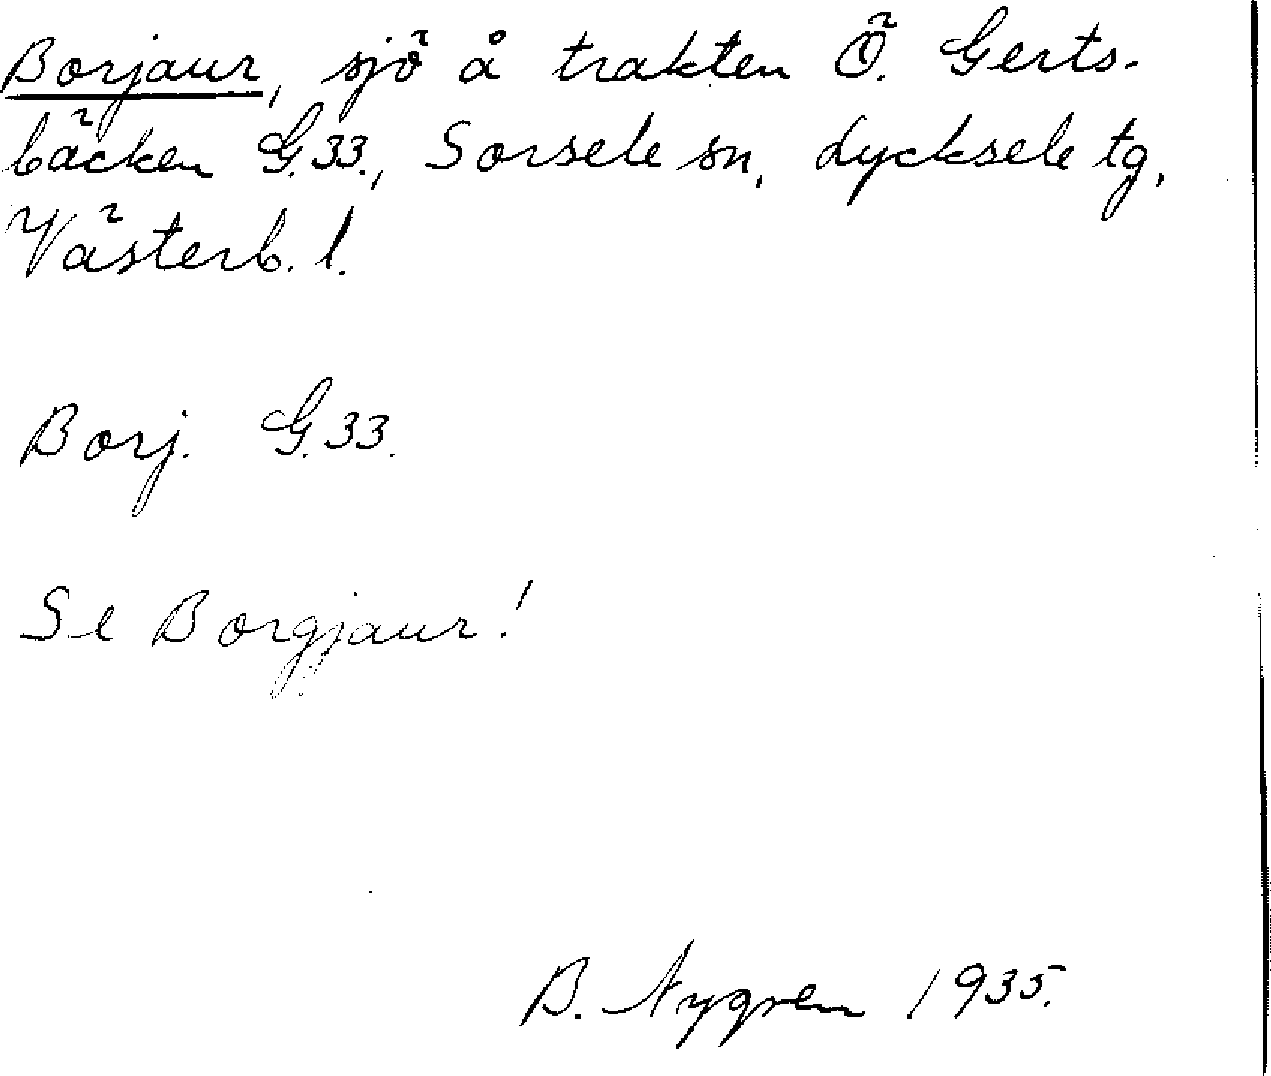 Borjaur, sjö å trakten Ö. Gerts-
bäcken G.33., Sorsele sn, Lycksele tg,
Västerb. l.
Borj. G.33.
Se Borgjaur!
B. Nygren 1935.